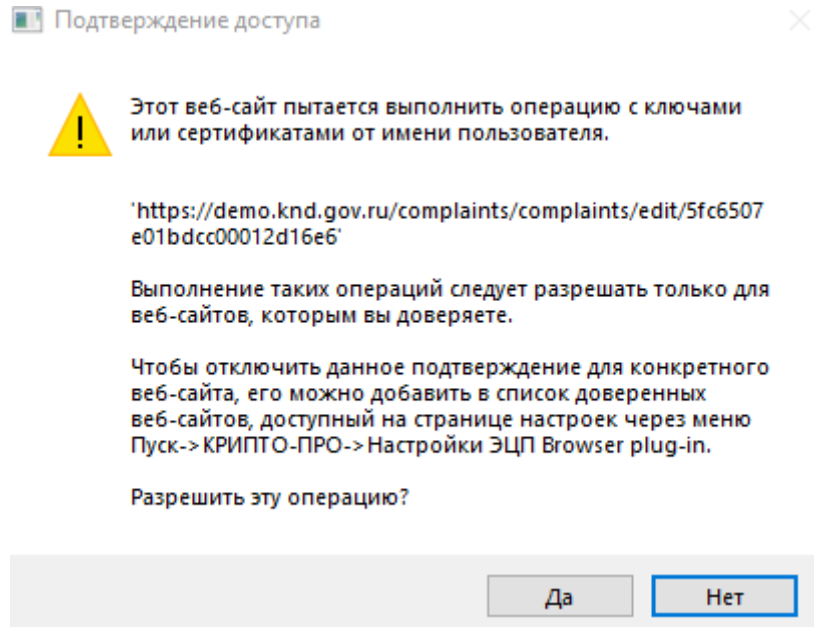 Подтверждение доступа
Этот веб-сайт пытается выполнить операцию с ключами
или сертификатами от имени пользователя.
'https://demo.knd.gov.ru/complaints/complaints/edit/5fc6507
e01bdcc00012d16e6'
Выполнение таких операций следует разрешать только для
веб-сайтов, которым вы доверяете.
Чтобы отключить данное подтверждение для конкретного
веб-сайта, его можно добавить в список доверенных
веб-сайтов, доступный на странице настроек через меню
Пуск->КРИПТО-ПРО->Настройки ЭЦП Browser plug-in.
Разрешить эту операцию?
Да
Нет